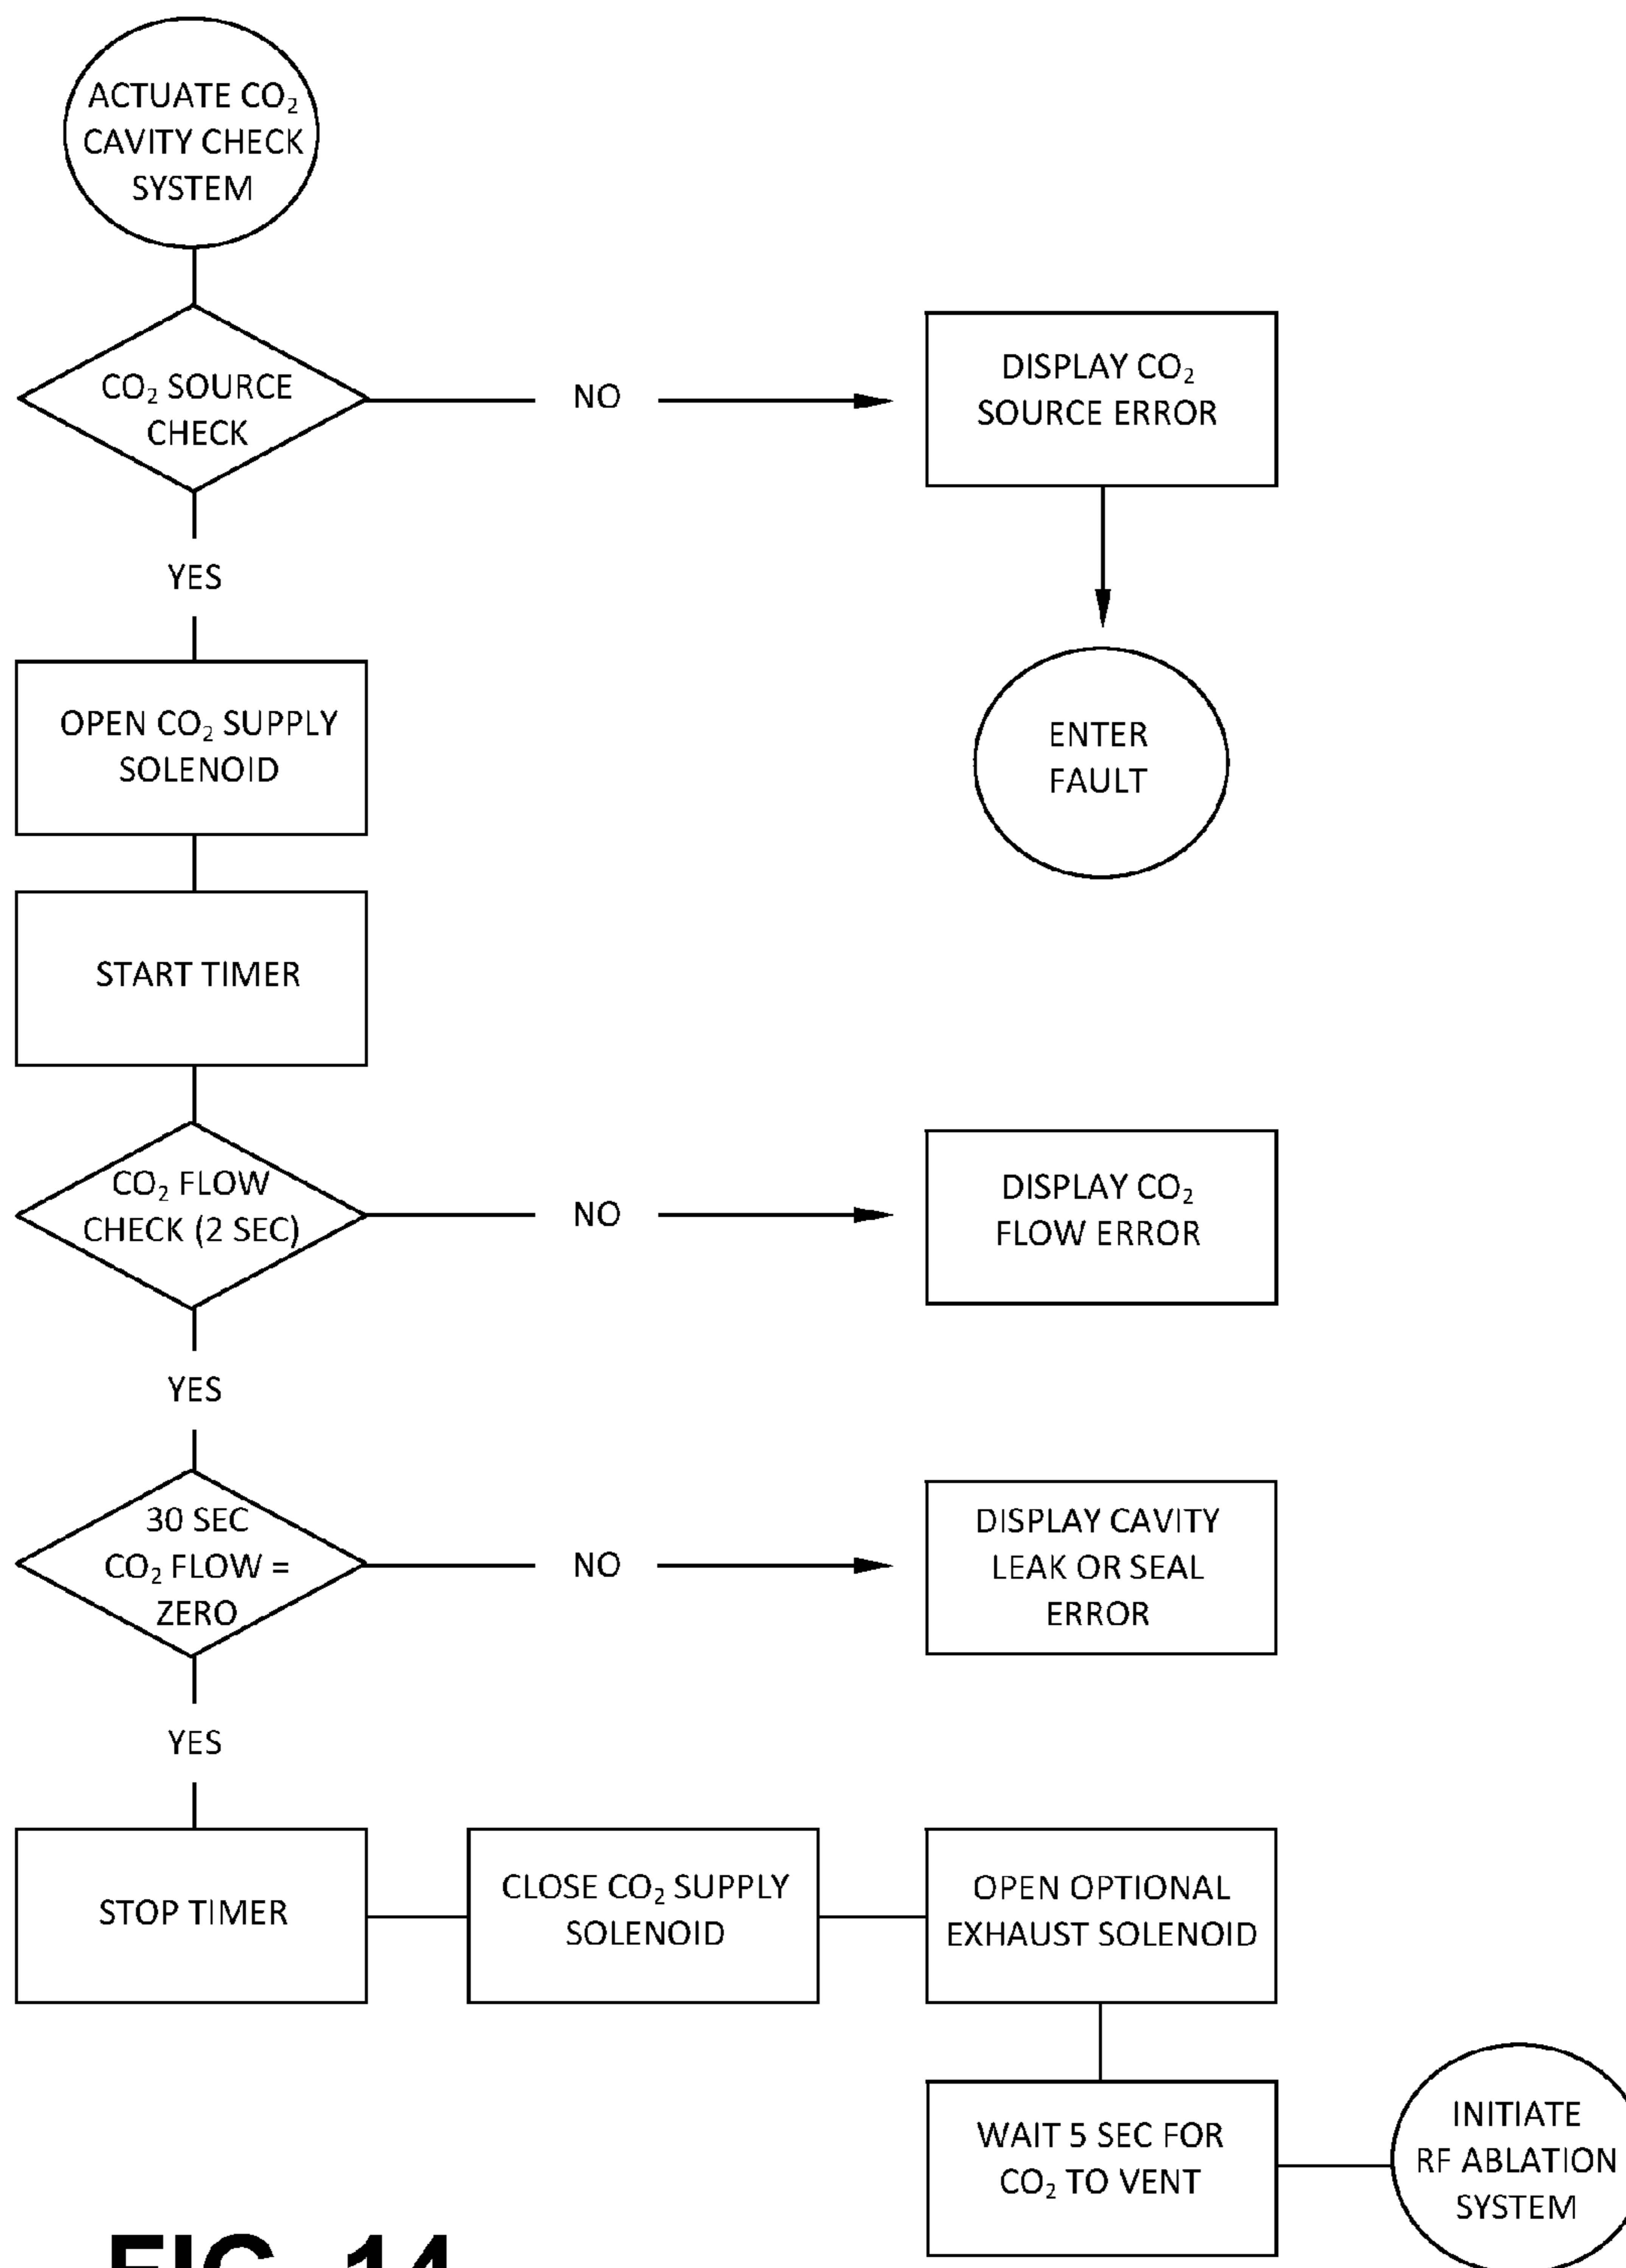 ACTUATE CO₂
CAVITY CHECK
SYSTEM
CO₂ SOURCE
CHECK
NO
DISPLAY CO₂
SOURCE ERROR
YES
ENTER
FAULT
OPEN CO₂ SUPPLY
SOLENOID
START TIMER
CO₂ FLOW
CHECK (2 SEC)
NO
DISPLAY CO₂
FLOW ERROR
YES
30 SEC
CO₂ FLOW =
ZERO
NO
DISPLAY CAVITY
LEAK OR SEAL
ERROR
YES
STOP TIMER
CLOSE CO₂ SUPPLY
SOLENOID
OPEN OPTIONAL
EXHAUST SOLENOID
WAIT 5 SEC FOR
CO₂ TO VENT
INITIATE
RF ABLATION
SYSTEM
FIG. 14